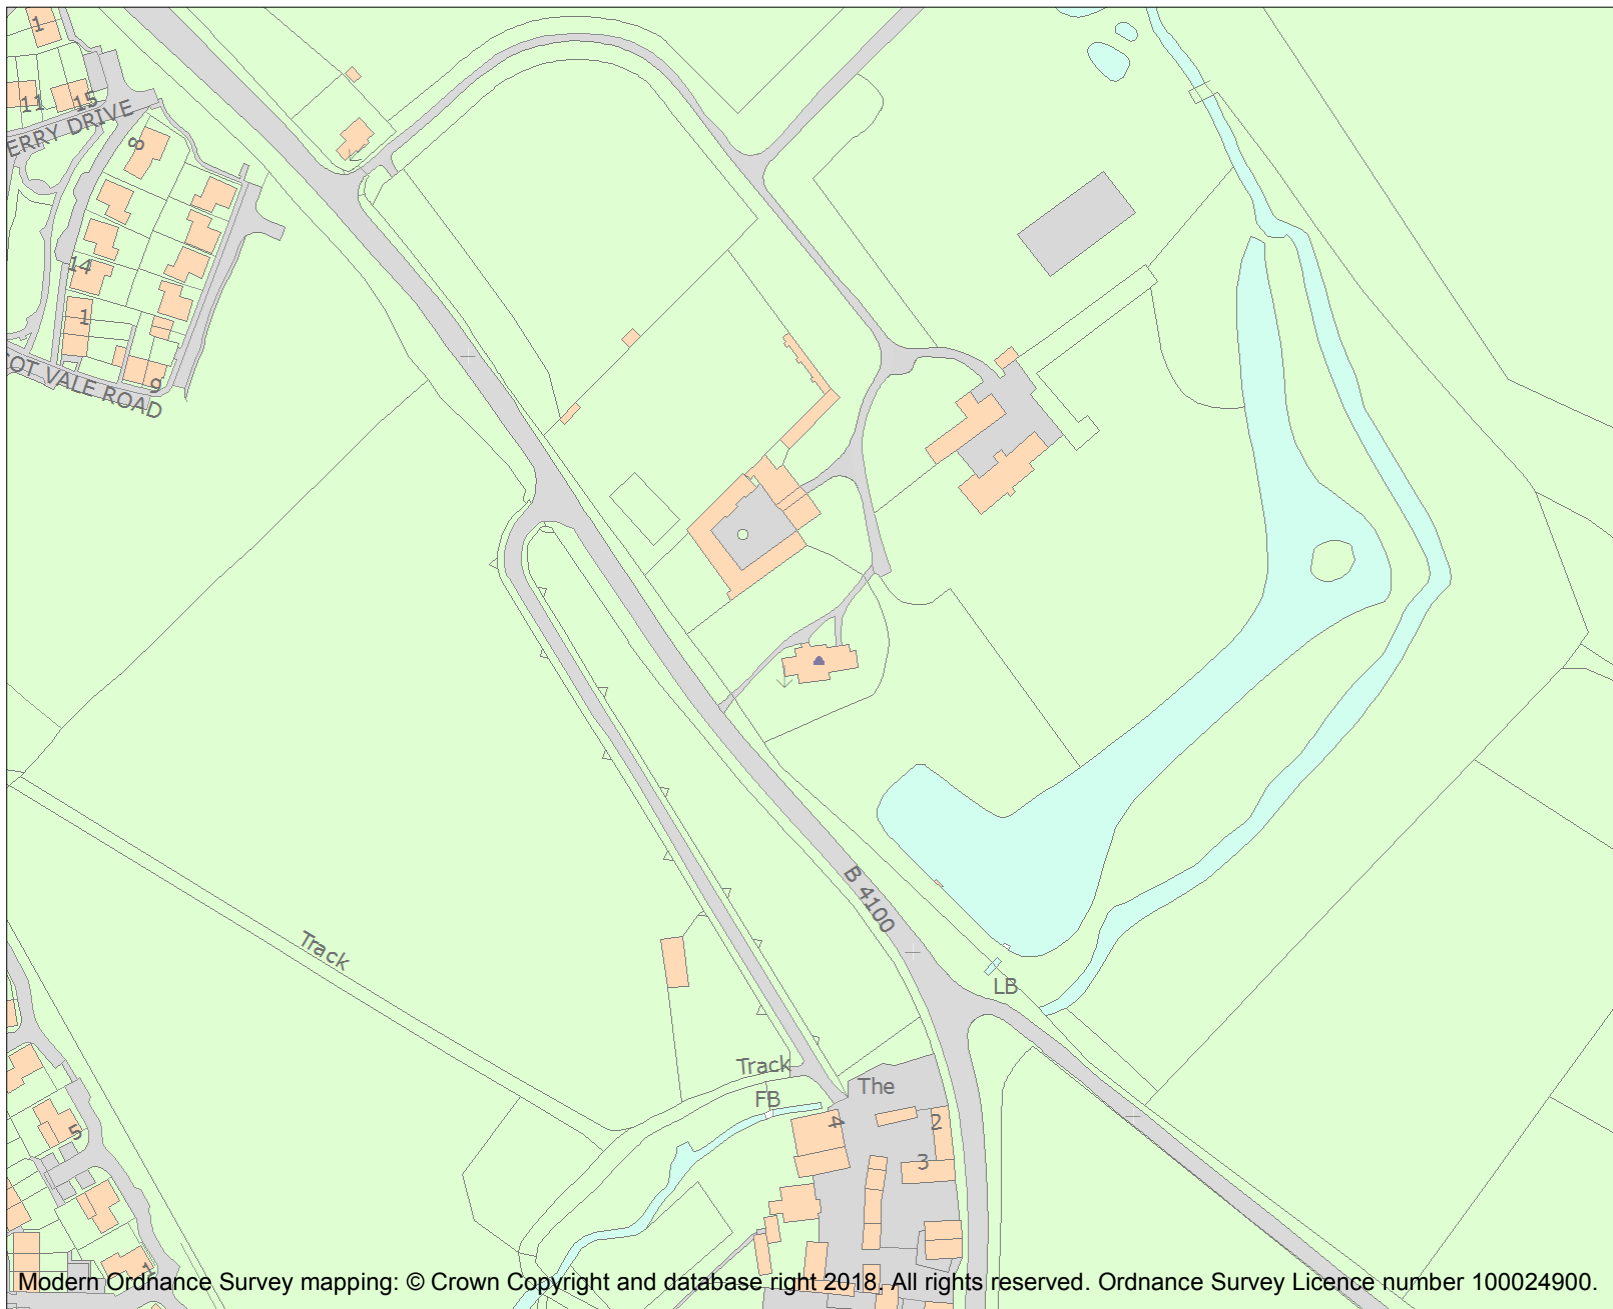 1
11
15
ERRY DRIVE
8
14
1
9
COT VALE ROAD
B 4100
Track
LB
Track
The
FB
4
2
3
5
Modern Ordnance Survey mapping: © Crown Copyright and database right 2018. All rights reserved. Ordnance Survey Licence number 100024900.